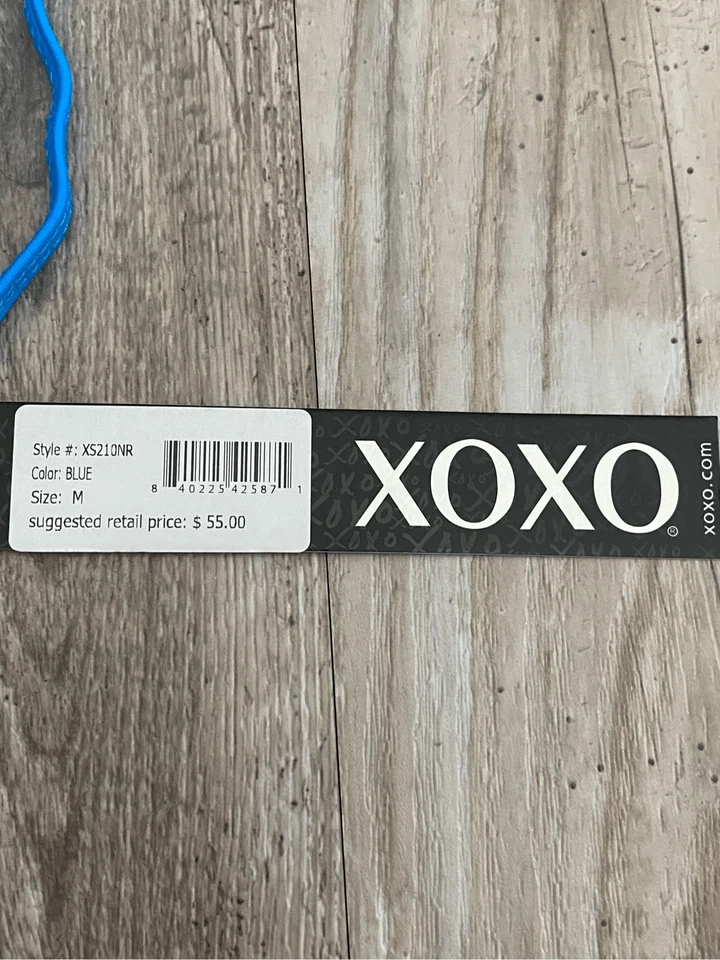 Style #: XS210NR
Color: BLUE
Size: M
8 40225 42587 1
suggested retail price: $ 55.00
XOXO®
xoxo.com